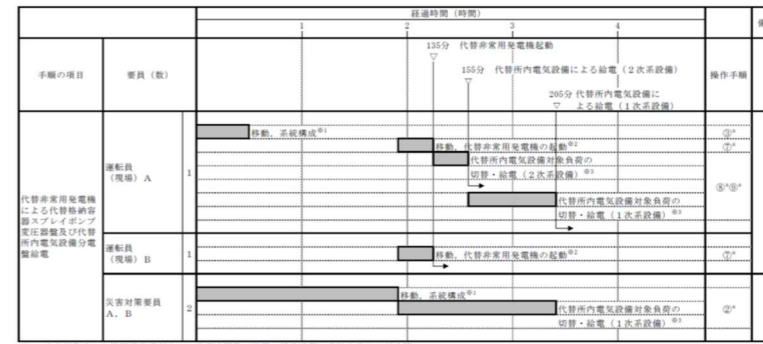 経過時間(時間)
1 2 3 4
手順の項目
要員(数)
操作手順
135分 代替非常用発電機起動
▽
155分 代替所内電気設備による給電(2次系設備)
▽
205分 代替所内電気設備に
▽ よる給電(1次系設備)
代替非常用発電機
による代替格納容
器スプレイポンプ
変圧器盤及び代替
所内電気設備分電
盤給電
運転員
(現場)A
1
移動,系統構成※1
移動,代替非常用発電機の起動※2
代替所内電気設備対象負荷の
切替・給電(2次系設備)※3
代替所内電気設備対象負荷の
切替・給電(1次系設備)※3
運転員
(現場)B
1
移動,代替非常用発電機の起動※2
災害対策要員
A,B
2
移動,系統構成※1
代替所内電気設備対象負荷の
切替・給電(1次系設備)※3
③*
⑦*
⑧*⑨*
⑦*
②*